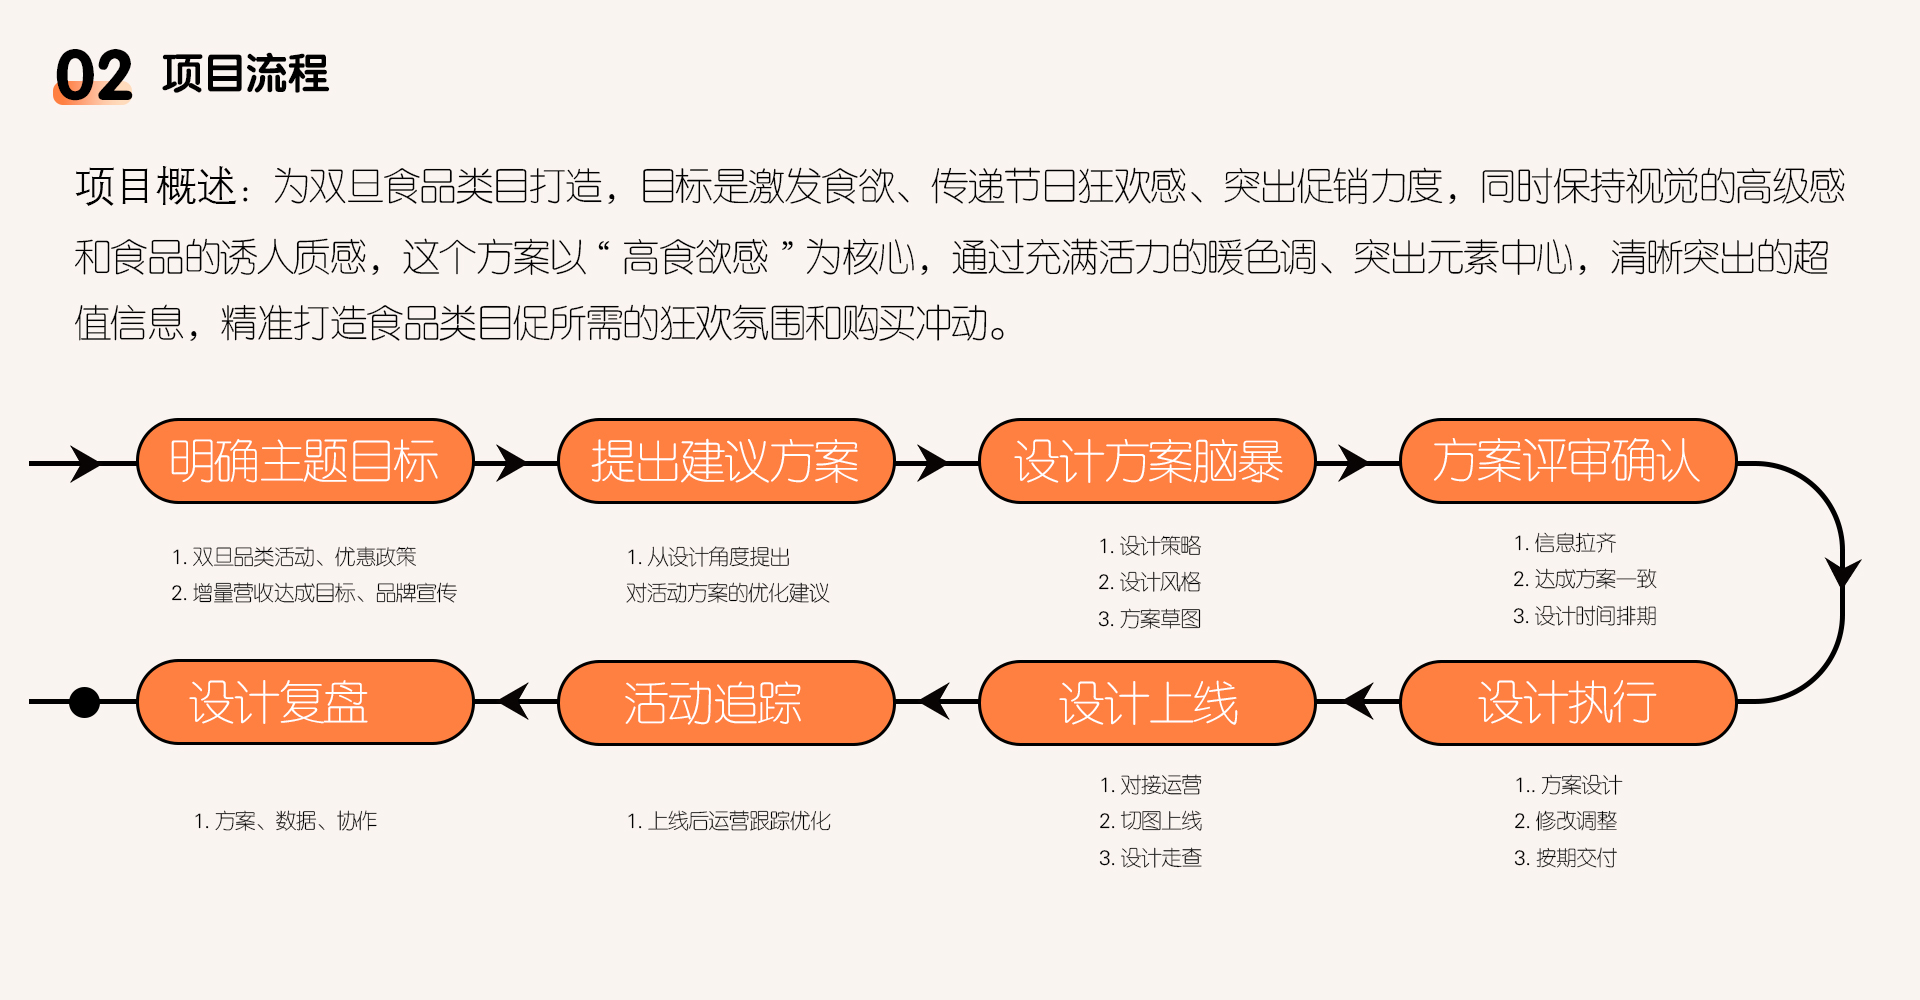 02 项目流程
项目概述：为双旦食品类目打造，目标是激发食欲、传递节日狂欢感、突出促销力度，同时保持视觉的高级感
和食品的诱人质感，这个方案以“高食欲感”为核心，通过充满活力的暖色调、突出元素中心，清晰突出的超
值信息，精准打造食品类目促所需的狂欢氛围和购买冲动。
明确主题目标
提出建议方案
设计方案脑暴
方案评审确认
1. 双旦品类活动、优惠政策
2. 增量营收达成目标、品牌宣传
1. 从设计角度提出
对活动方案的优化建议
1. 设计策略
2. 设计风格
3. 方案草图
1. 信息拉齐
2. 达成方案一致
3. 设计时间排期
设计复盘
活动追踪
设计上线
设计执行
1. 方案、数据、协作
1. 上线后运营跟踪优化
1. 对接运营
2. 切图上线
3. 设计走查
1.. 方案设计
2. 修改调整
3. 按期交付